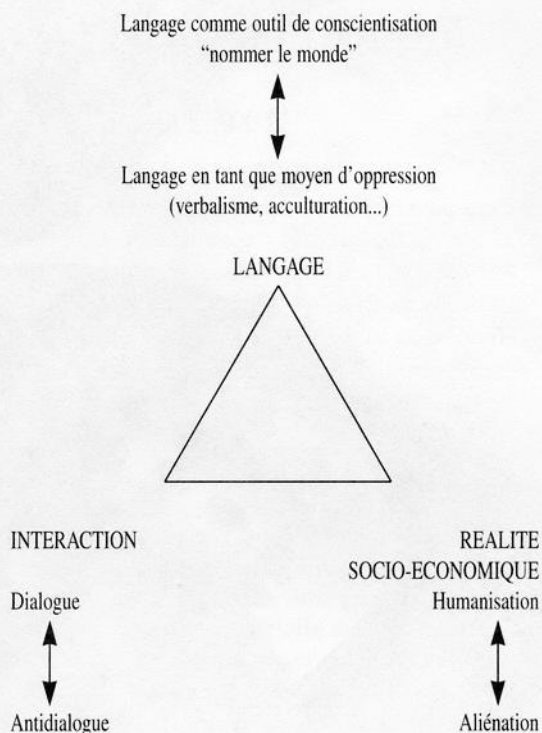 Langage comme outil de conscientisation
“nommer le monde”
Langage en tant que moyen d’oppression
(verbalisme, acculturation...)
LANGAGE
INTERACTION
REALITE
SOCIO-ECONOMIQUE
Dialogue
Humanisation
Antidialogue
Aliénation